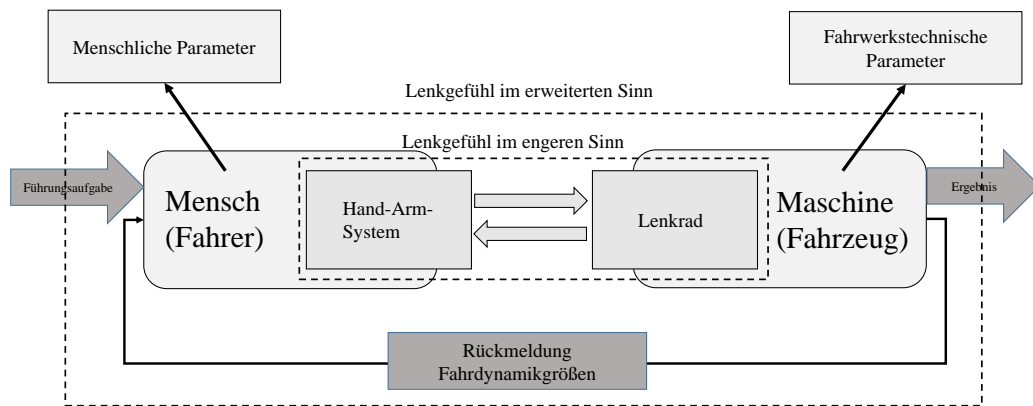 Menschliche Parameter
Fahrwerkstechnische
Parameter
Lenkgefühl im erweiterten Sinn
Lenkgefühl im engeren Sinn
Führungsaufgabe
Mensch
(Fahrer)
Hand-Arm-
System
Lenkrad
Maschine
(Fahrzeug)
Ergebnis
Rückmeldung
Fahrdynamikgrößen